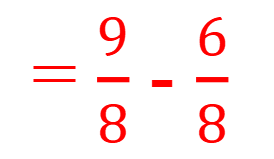 = 9/8 - 6/8